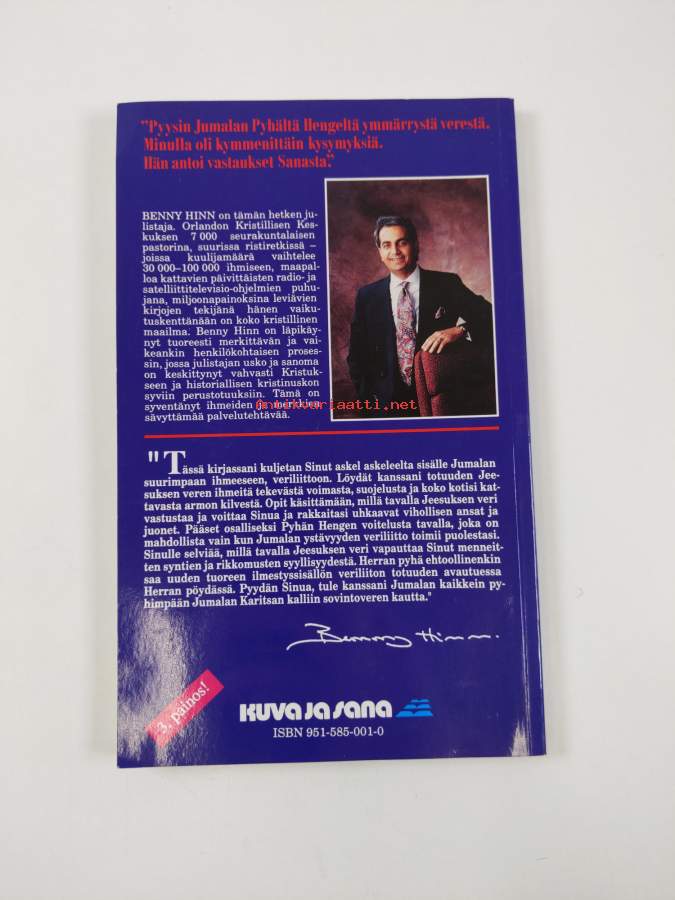 "Pyysin Jumalan Pyhältä Hengeltä ymmärrystä verestä.
Minulla oli kymmenittäin kysymyksiä.
Hän antoi vastaukset Sanasta."
BENNY HINN on tämän hetken ju-
listaja. Orlandon Kristillisen Kes-
kuksen 7 000 seurakuntalaisen
pastorina, suurissa ristiretkissä –
joissa kuulijamäärä vaihtelee
30 000–100 000 ihmiseen, maapal-
loa kattavien päivittäisten radio- ja
satelliittitelevisio-ohjelmien puhu-
jana, miljoonapainoksina leviävien
kirjojen tekijänä hänen vaiku-
tuskenttänään on koko kristillinen
maailma. Benny Hinn on läpikäy-
nyt tuoreesti merkittävän ja vai-
keankin henkilökohtaisen proses-
sin, jossa julistajan usko ja sanoma
on keskittynyt vahvasti Kristuk-
seen ja historiallisen kristinuskon
syviin perustotuuksiin. Tämä on
syventänyt ihmeiden ja merkkien
sävyttämää palvelutehtävää.
antikvariaatti.net
"Tässä kirjassani kuljetan Sinut askel askeleelta sisälle Jumalan
suurimpaan ihmeeseen, veriliittoon. Löydät kanssani totuuden Jee-
suksen veren ihmeitä tekevästä voimasta, suojelusta ja koko kotisi kat-
tavasta armon kilvestä. Opit käsittämään, millä tavalla Jeesuksen veri
vastustaa ja voittaa Sinua ja rakkaitasi uhkaavat vihollisen ansat ja
juonet. Pääset osalliseksi Pyhän Hengen voitelusta tavalla, joka on
mahdollista vain kun Jumalan ystävyyden veriliitto toimii puolestasi.
Sinulle selviää, millä tavalla Jeesuksen veri vapauttaa Sinut menneit-
ten syntien ja rikkomusten syyllisyydestä. Herran pyhä ehtoollinenkin
saa uuden tuoreen ilmestyssisällön veriliiton totuuden avautuessa
Herran pöydässä. Pyydän Sinua, tule kanssani Jumalan kaikkein py-
himpään Jumalan Karitsan kalliin sovintoveren kautta."
Benny Hinn.
3. painos!
KUVA JA SANA
ISBN 951-585-001-0